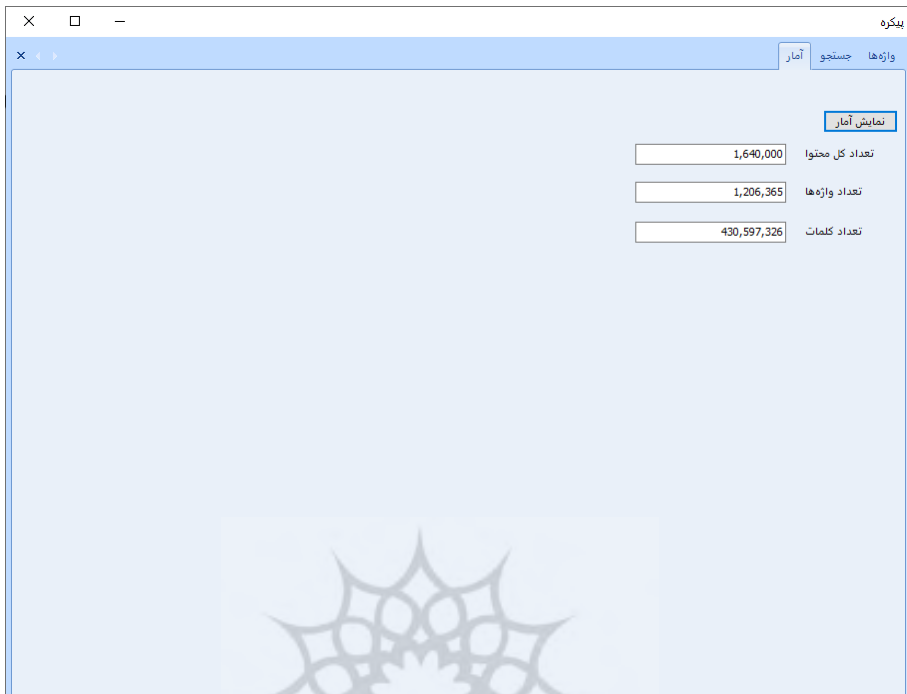 پیکره
واژه‌ها جستجو آمار
نمایش آمار
تعداد کل محتوا 1,640,000
تعداد واژه‌ها 1,206,365
تعداد کلمات 430,597,326